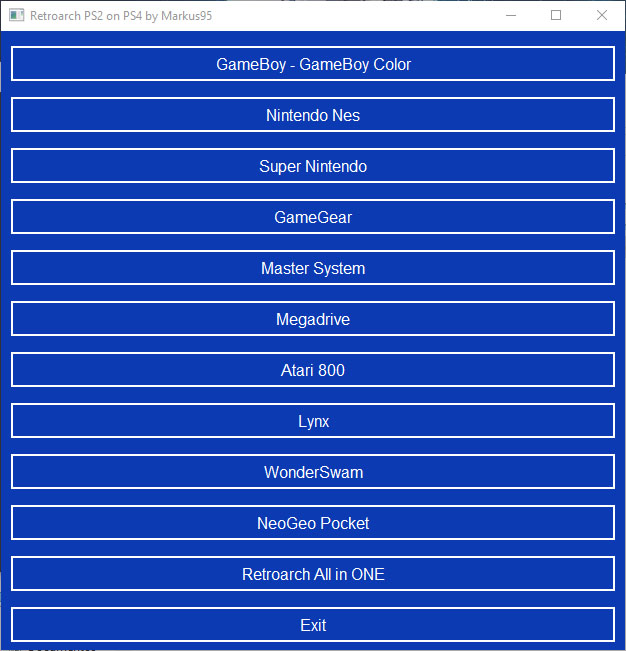 Retroarch PS2 on PS4 by Markus95
GameBoy - GameBoy Color
Nintendo Nes
Super Nintendo
GameGear
Master System
Megadrive
Atari 800
Lynx
WonderSwam
NeoGeo Pocket
Retroarch All in ONE
Exit